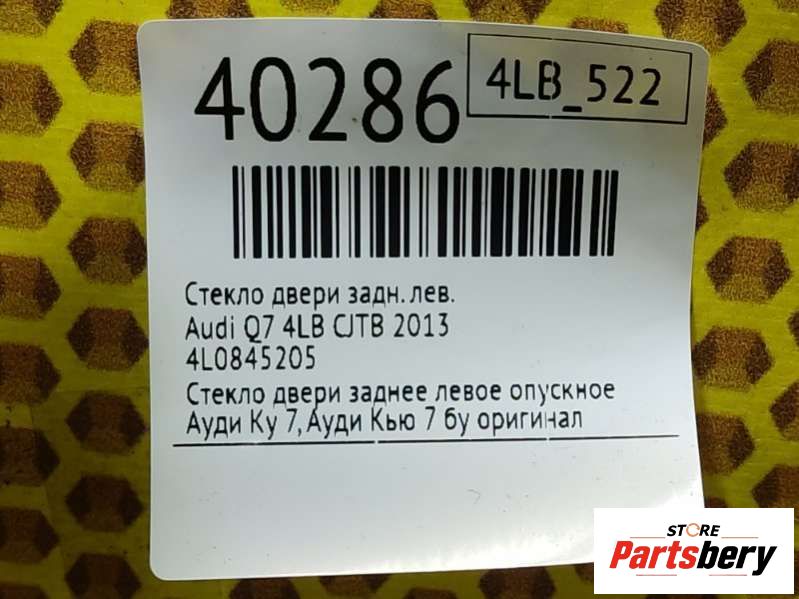 40286
4LB_522
Стекло двери задн.лев.
Audi Q7 4LB CJTB 2013
4L0845205
Стекло двери заднее левое опускное
Ауди Ку 7, Ауди Кью 7 бу оригинал
STORE
Partsbery